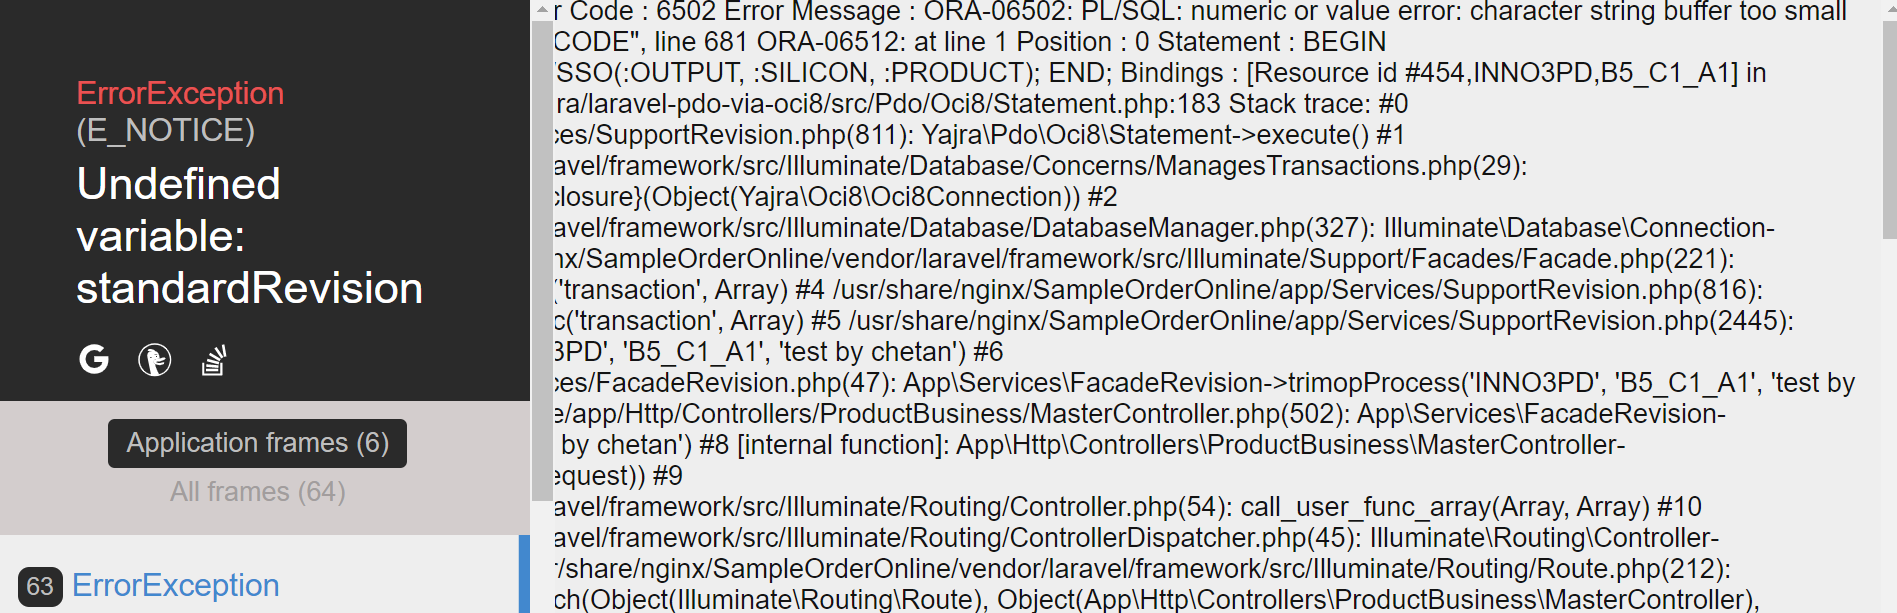 ErrorException
(E_NOTICE)
Undefined
variable:
standardRevision
Application frames (6)
All frames (64)
63 ErrorException
r Code : 6502 Error Message : ORA-06502: PL/SQL: numeric or value error: character string buffer too small
CODE", line 681 ORA-06512: at line 1 Position : 0 Statement : BEGIN
/SSO(:OUTPUT, :SILICON, :PRODUCT); END; Bindings : [Resource id #454,INNO3PD,B5_C1_A1] in
ra/laravel-pdo-via-oci8/src/Pdo/Oci8/Statement.php:183 Stack trace: #0
ces/SupportRevision.php(811): Yajra\Pdo\Oci8\Statement->execute() #1
avel/framework/src/Illuminate/Database/Concerns/ManagesTransactions.php(29):
closure}(Object(Yajra\Oci8\Oci8Connection)) #2
avel/framework/src/Illuminate/Database/DatabaseManager.php(327): Illuminate\Database\Connection-
nx/SampleOrderOnline/vendor/laravel/framework/src/Illuminate/Support/Facades/Facade.php(221):
('transaction', Array) #4 /usr/share/nginx/SampleOrderOnline/app/Services/SupportRevision.php(816):
c('transaction', Array) #5 /usr/share/nginx/SampleOrderOnline/app/Services/SupportRevision.php(2445):
3PD', 'B5_C1_A1', 'test by chetan') #6
ces/FacadeRevision.php(47): App\Services\FacadeRevision->trimopProcess('INNO3PD', 'B5_C1_A1', 'test by
e/app/Http/Controllers/ProductBusiness/MasterController.php(502): App\Services\FacadeRevision-
by chetan') #8 [internal function]: App\Http\Controllers\ProductBusiness\MasterController-
equest)) #9
avel/framework/src/Illuminate/Routing/Controller.php(54): call_user_func_array(Array, Array) #10
avel/framework/src/Illuminate/Routing/ControllerDispatcher.php(45): Illuminate\Routing\Controller-
r/share/nginx/SampleOrderOnline/vendor/laravel/framework/src/Illuminate/Routing/Route.php(212):
ch(Object(Illuminate\Routing\Route), Object(App\Http\Controllers\ProductBusiness\MasterController),